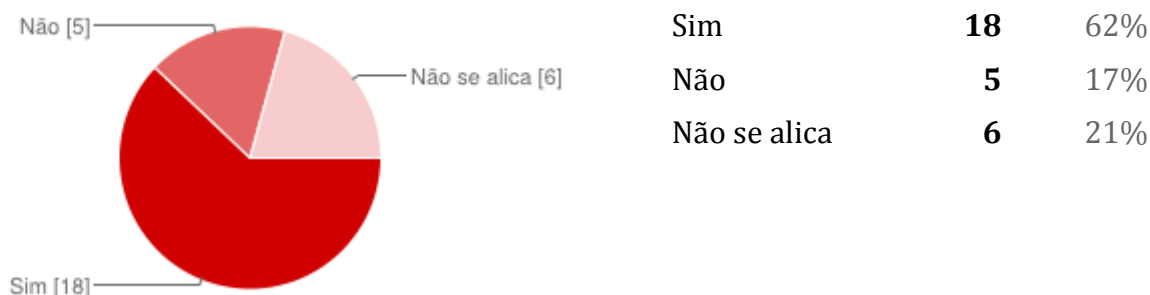 Não [5]
Não se alica [6]
Sim [18]
Sim 18 62%
Não 5 17%
Não se alica 6 21%